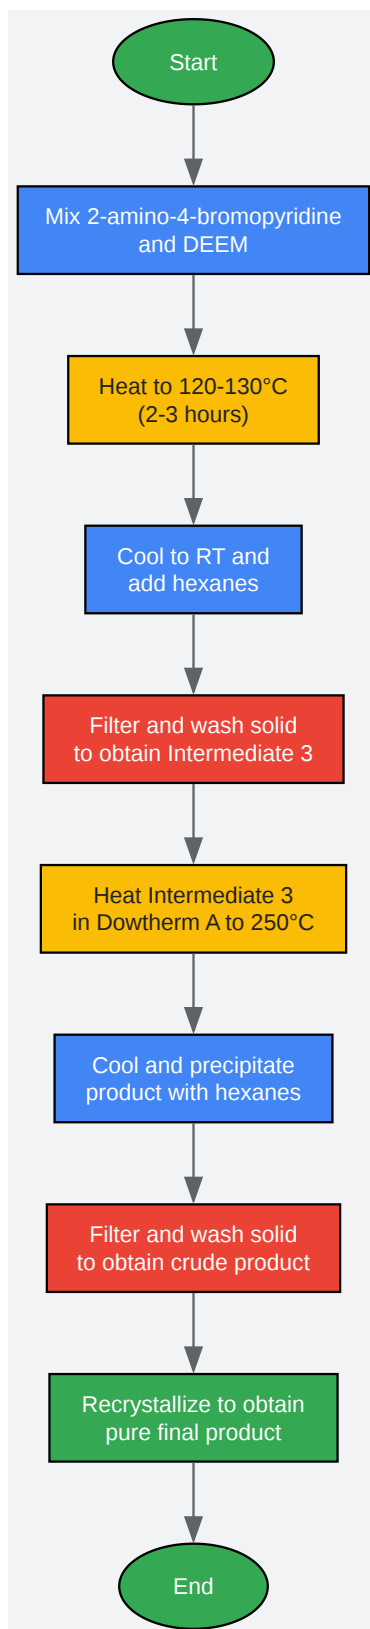 Start
Mix 2-amino-4-bromopyridine
and DEEM
Heat to 120-130°C
(2-3 hours)
Cool to RT and
add hexanes
Filter and wash solid
to obtain Intermediate 3
Heat Intermediate 3
in Dowtherm A to 250°C
Cool and precipitate
product with hexanes
Filter and wash solid
to obtain crude product
Recrystallize to obtain
pure final product
End